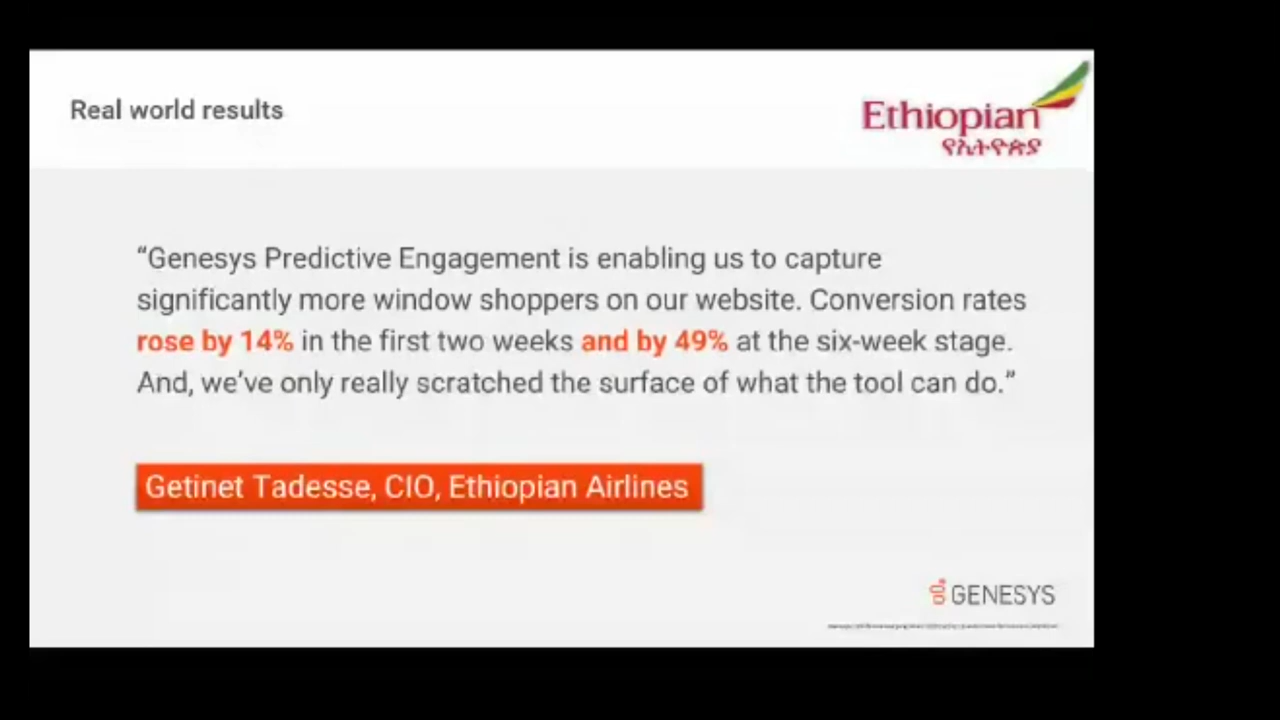 Real world results
Ethiopian
የኢትዮጵያ
“Genesys Predictive Engagement is enabling us to capture
significantly more window shoppers on our website. Conversion rates
rose by 14% in the first two weeks and by 49% at the six-week stage.
And, we’ve only really scratched the surface of what the tool can do.”
Getinet Tadesse, CIO, Ethiopian Airlines
GENESYS